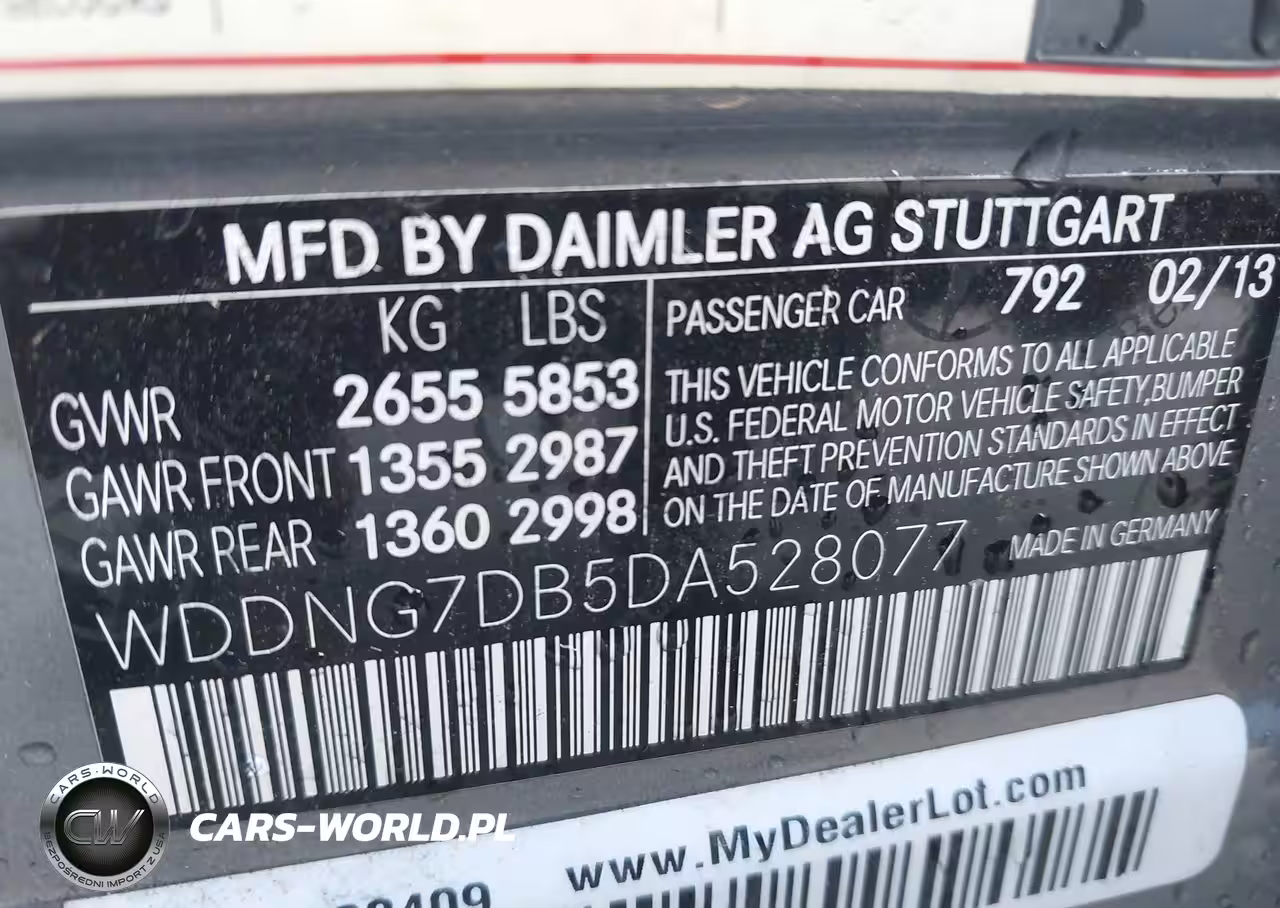 MFD BY DAIMLER AG STUTTGART
KG LBS
GVWR 2655 5853
GAWR FRONT 1355 2987
GAWR REAR 1360 2998
PASSENGER CAR 792 02/13
THIS VEHICLE CONFORMS TO ALL APPLICABLE
U.S. FEDERAL MOTOR VEHICLE SAFETY,BUMPER
AND THEFT PREVENTION STANDARDS IN EFFECT
ON THE DATE OF MANUFACTURE SHOWN ABOVE
WDDNG7DB5DA528077 MADE IN GERMANY
www.MyDealerLot.com
CARS-WORLD
CW
BEZPOŚREDNI IMPORT Z USA
CARS-WORLD.PL